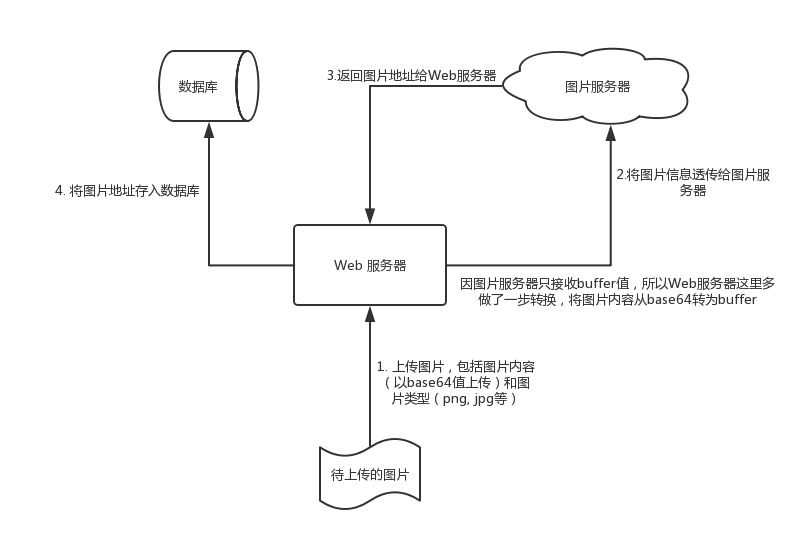 3.返回图片地址给Web服务器
数据库
图片服务器
2.将图片信息透传给图片服
务器
4. 将图片地址存入数据库
Web 服务器
因图片服务器只接收buffer值，所以Web服务器这里多
做了一步转换，将图片内容从base64转为buffer
1. 上传图片，包括图片内容
（以base64值上传）和图
片类型（png, jpg等）
待上传的图片